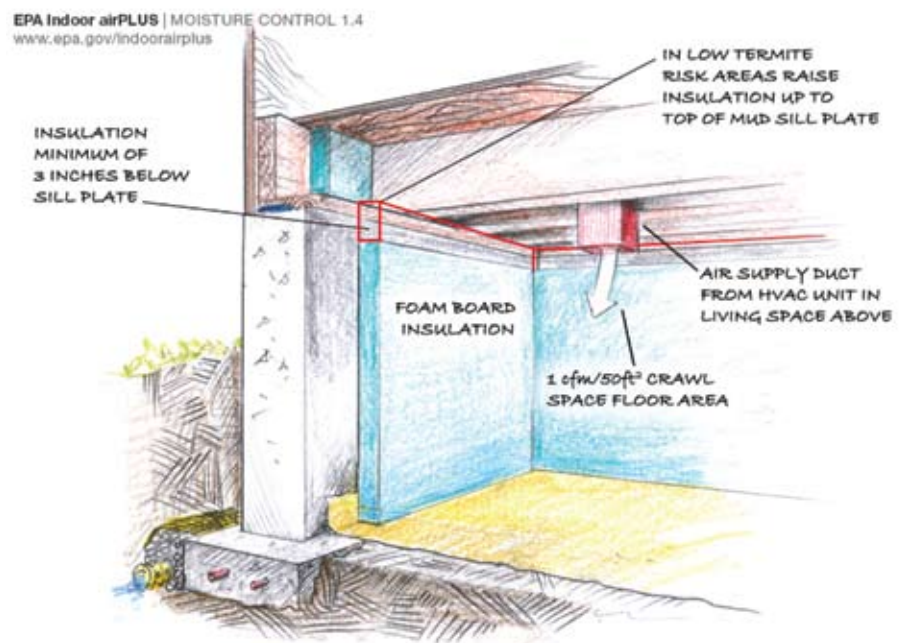 EPA Indoor airPLUS | MOISTURE CONTROL 1.4
www.epa.gov/indoorairplus
IN LOW TERMITE
RISK AREAS RAISE
INSULATION UP TO
TOP OF MUD SILL PLATE
INSULATION
MINIMUM OF
3 INCHES BELOW
SILL PLATE
AIR SUPPLY DUCT
FROM HVAC UNIT IN
LIVING SPACE ABOVE
FOAM BOARD
INSULATION
1 cfm/50ft² CRAWL
SPACE FLOOR AREA